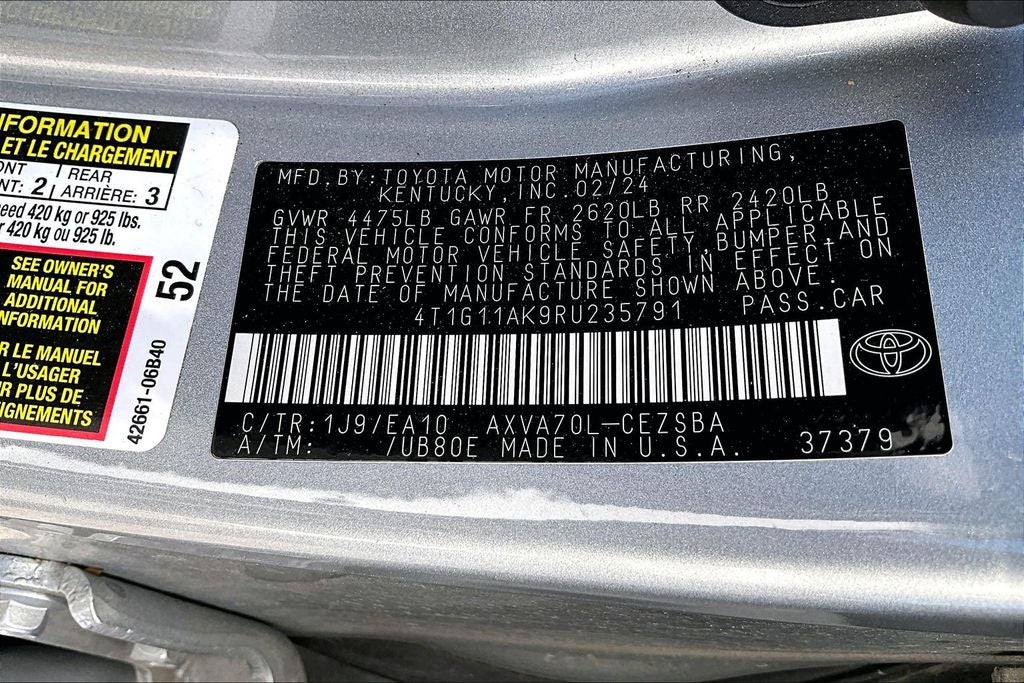 NFORMATION
ET LE CHARGEMENT
ONT REAR
NT: 2 ARRIÈRE: 3
eed 420 kg or 925 lbs.
r 420 kg ou 925 lb.
SEE OWNER'S
MANUAL FOR
ADDITIONAL
NFORMATION
R LE MANUEL
L'USAGER
R PLUS DE
IGNEMENTS
52
42661-06B40
MFD.BY:TOYOTA MOTOR MANUFACTURING,
KENTUCKY,INC.02/24
GVWR 4475LB GAWR FR 2620LB RR 2420LB
THIS VEHICLE CONFORMS TO ALL APPLICABLE
FEDERAL MOTOR VEHICLE SAFETY,BUMPER,AND
THEFT PREVENTION STANDARDS IN EFFECT ON
THE DATE OF MANUFACTURE SHOWN ABOVE.
4T1G11AK9RU235791 PASS.CAR
C/TR:1J9/EA10 AXVA70L-CEZSBA
A/TM: /UB80E MADE IN U.S.A. 37379